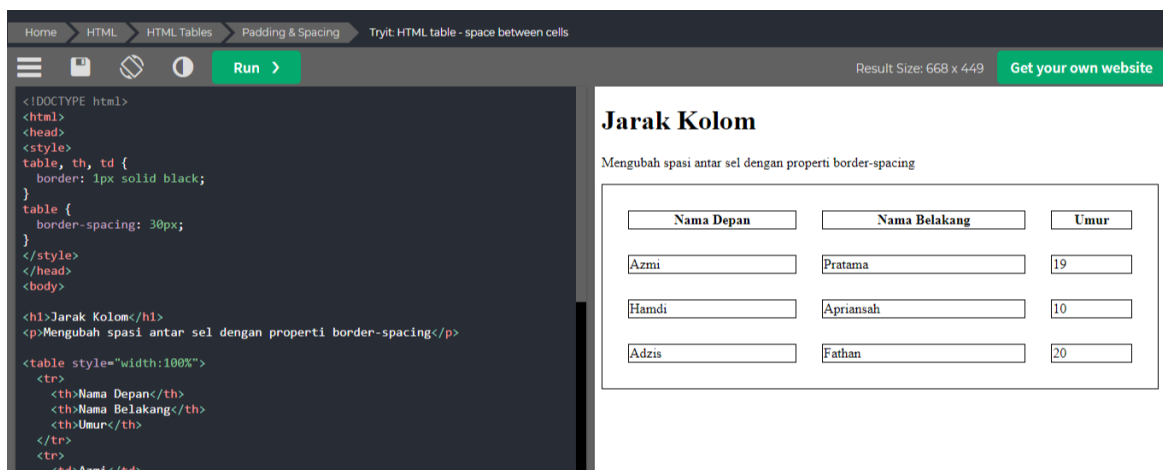 Home HTML HTML Tables Padding & Spacing Tryit: HTML table - space between cells
Run Result Size: 668 x 449 Get your own website
<!DOCTYPE html>
<html>
<head>
<style>
table, th, td {
  border: 1px solid black;
}
table {
  border-spacing: 30px;
}
</style>
</head>
<body>
<h1>Jarak Kolom</h1>
<p>Mengubah spasi antar sel dengan properti border-spacing</p>
<table style="width:100%">
  <tr>
    <th>Nama Depan</th>
    <th>Nama Belakang</th>
    <th>Umur</th>
  </tr>
  <tr>
    <td>Azmi</td>
Jarak Kolom
Mengubah spasi antar sel dengan properti border-spacing
Nama Depan Nama Belakang Umur
Azmi Pratama 19
Hamdi Apriansah 10
Adzis Fathan 20